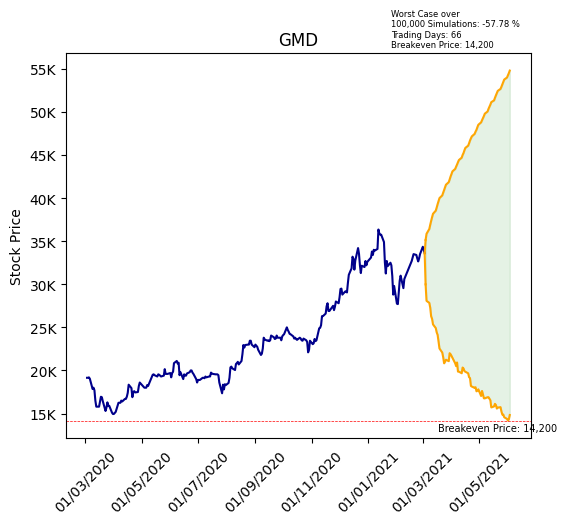 Worst Case over
100,000 Simulations: -57.78 %
Trading Days: 66
Breakeven Price: 14,200
GMD
Stock Price
55K
50K
45K
40K
35K
30K
25K
20K
15K
Breakeven Price: 14,200
01/03/2020
01/05/2020
01/07/2020
01/09/2020
01/11/2020
01/01/2021
01/03/2021
01/05/2021